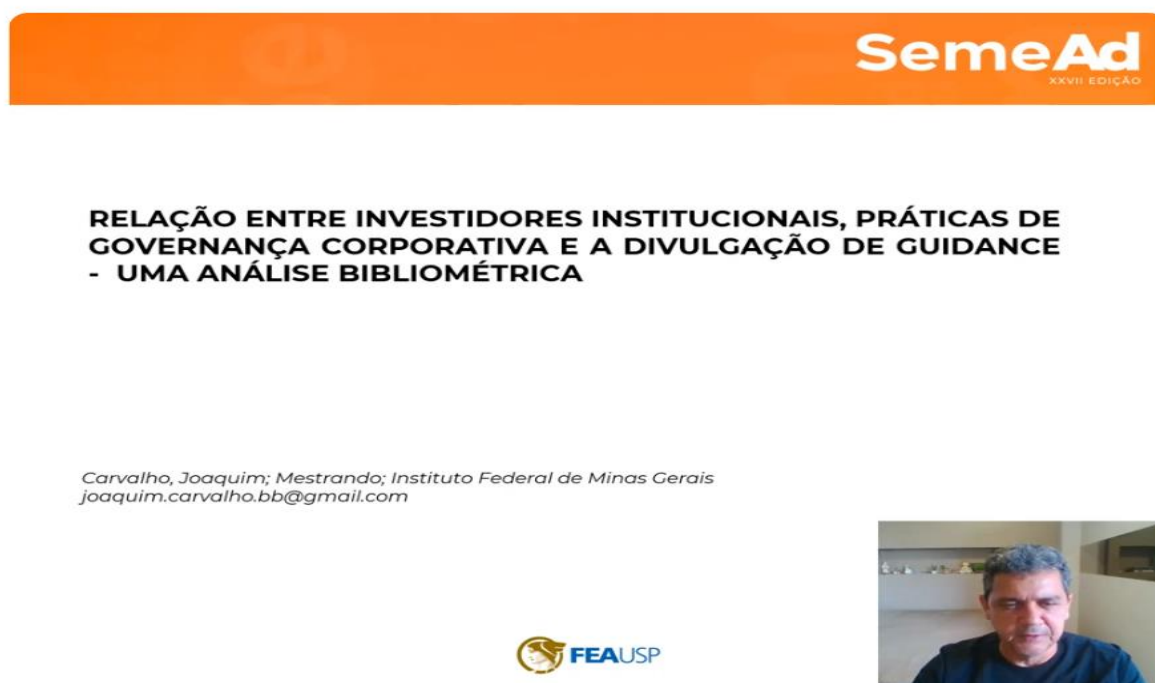 SemeAd
XXVII EDIÇÃO
RELAÇÃO ENTRE INVESTIDORES INSTITUCIONAIS, PRÁTICAS DE
GOVERNANÇA CORPORATIVA E A DIVULGAÇÃO DE GUIDANCE
- UMA ANÁLISE BIBLIOMÉTRICA
Carvalho, Joaquim; Mestrando; Instituto Federal de Minas Gerais
joaquim.carvalho.bb@gmail.com
FEAUSP